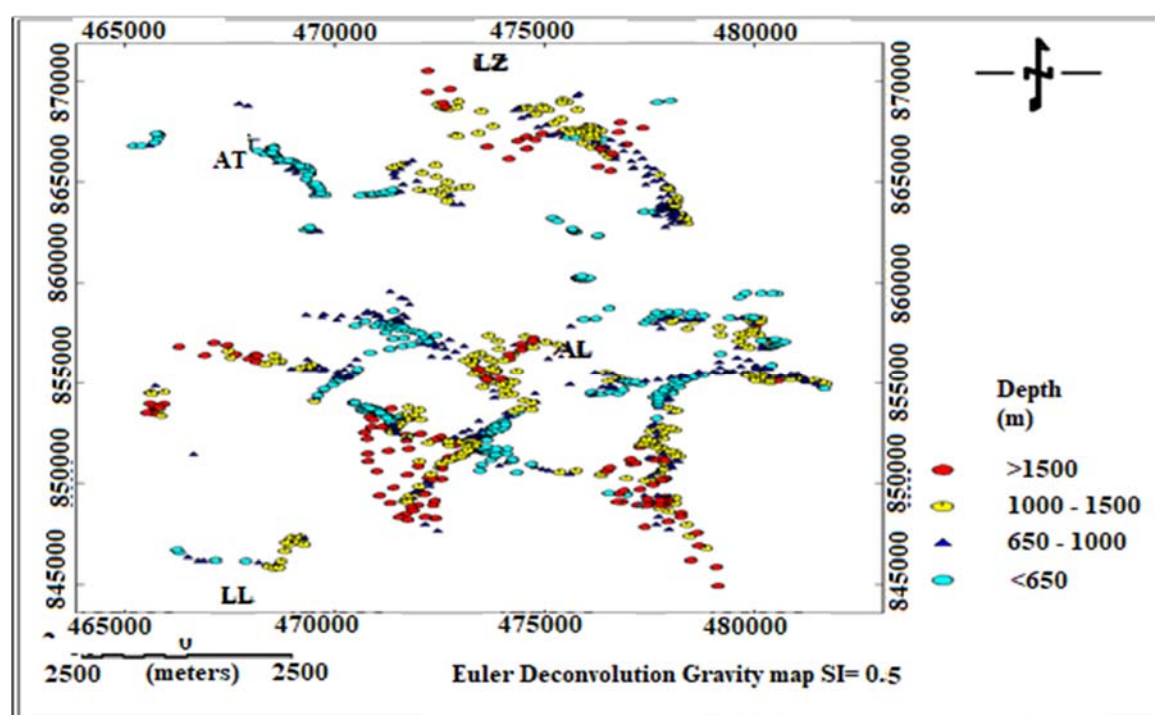 465000 470000 475000 480000
LZ
870000 870000
AT
865000 865000
860000 860000
AL
855000 855000
Depth
(m)
850000 850000
>1500
1000 - 1500
650 - 1000
<650
845000 845000
LL
465000 470000 475000 480000
0
2500 (meters) 2500
Euler Deconvolution Gravity map SI= 0.5